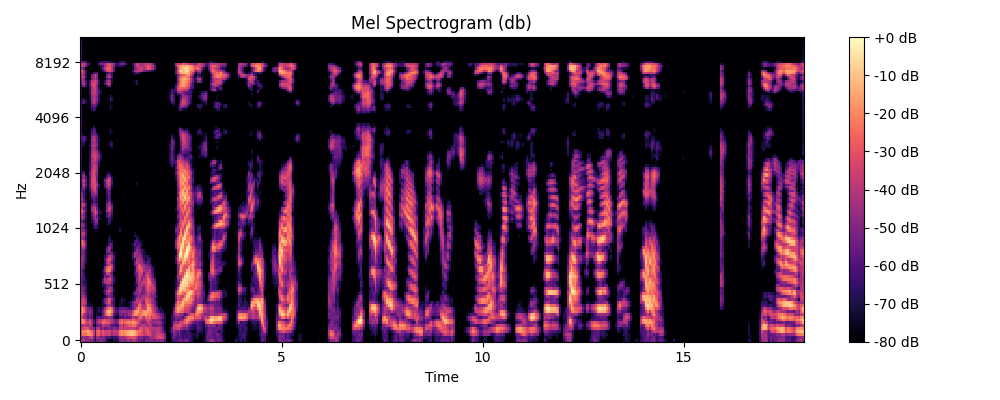 Mel Spectrogram (db)
8192
4096
2048
1024
512
0
Hz
0 5 10 15
Time
+0 dB
-10 dB
-20 dB
-30 dB
-40 dB
-50 dB
-60 dB
-70 dB
-80 dB